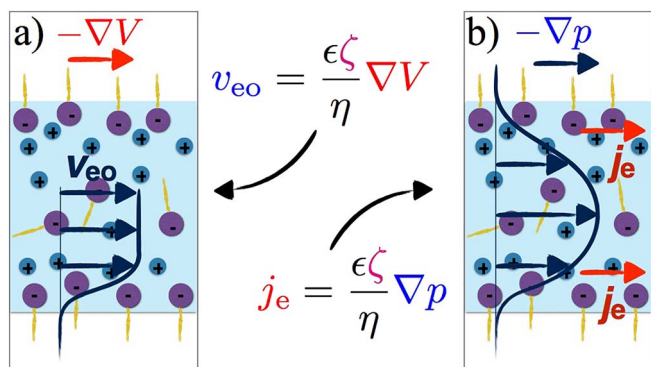 a) −∇V
v_eo = ϵζ/η ∇V
b) −∇p
v_eo
j_e
j_e = ϵζ/η ∇p
j_e
- - - - - - - - - - - - - - - -
+ + + + + + + + + + + + + + + +